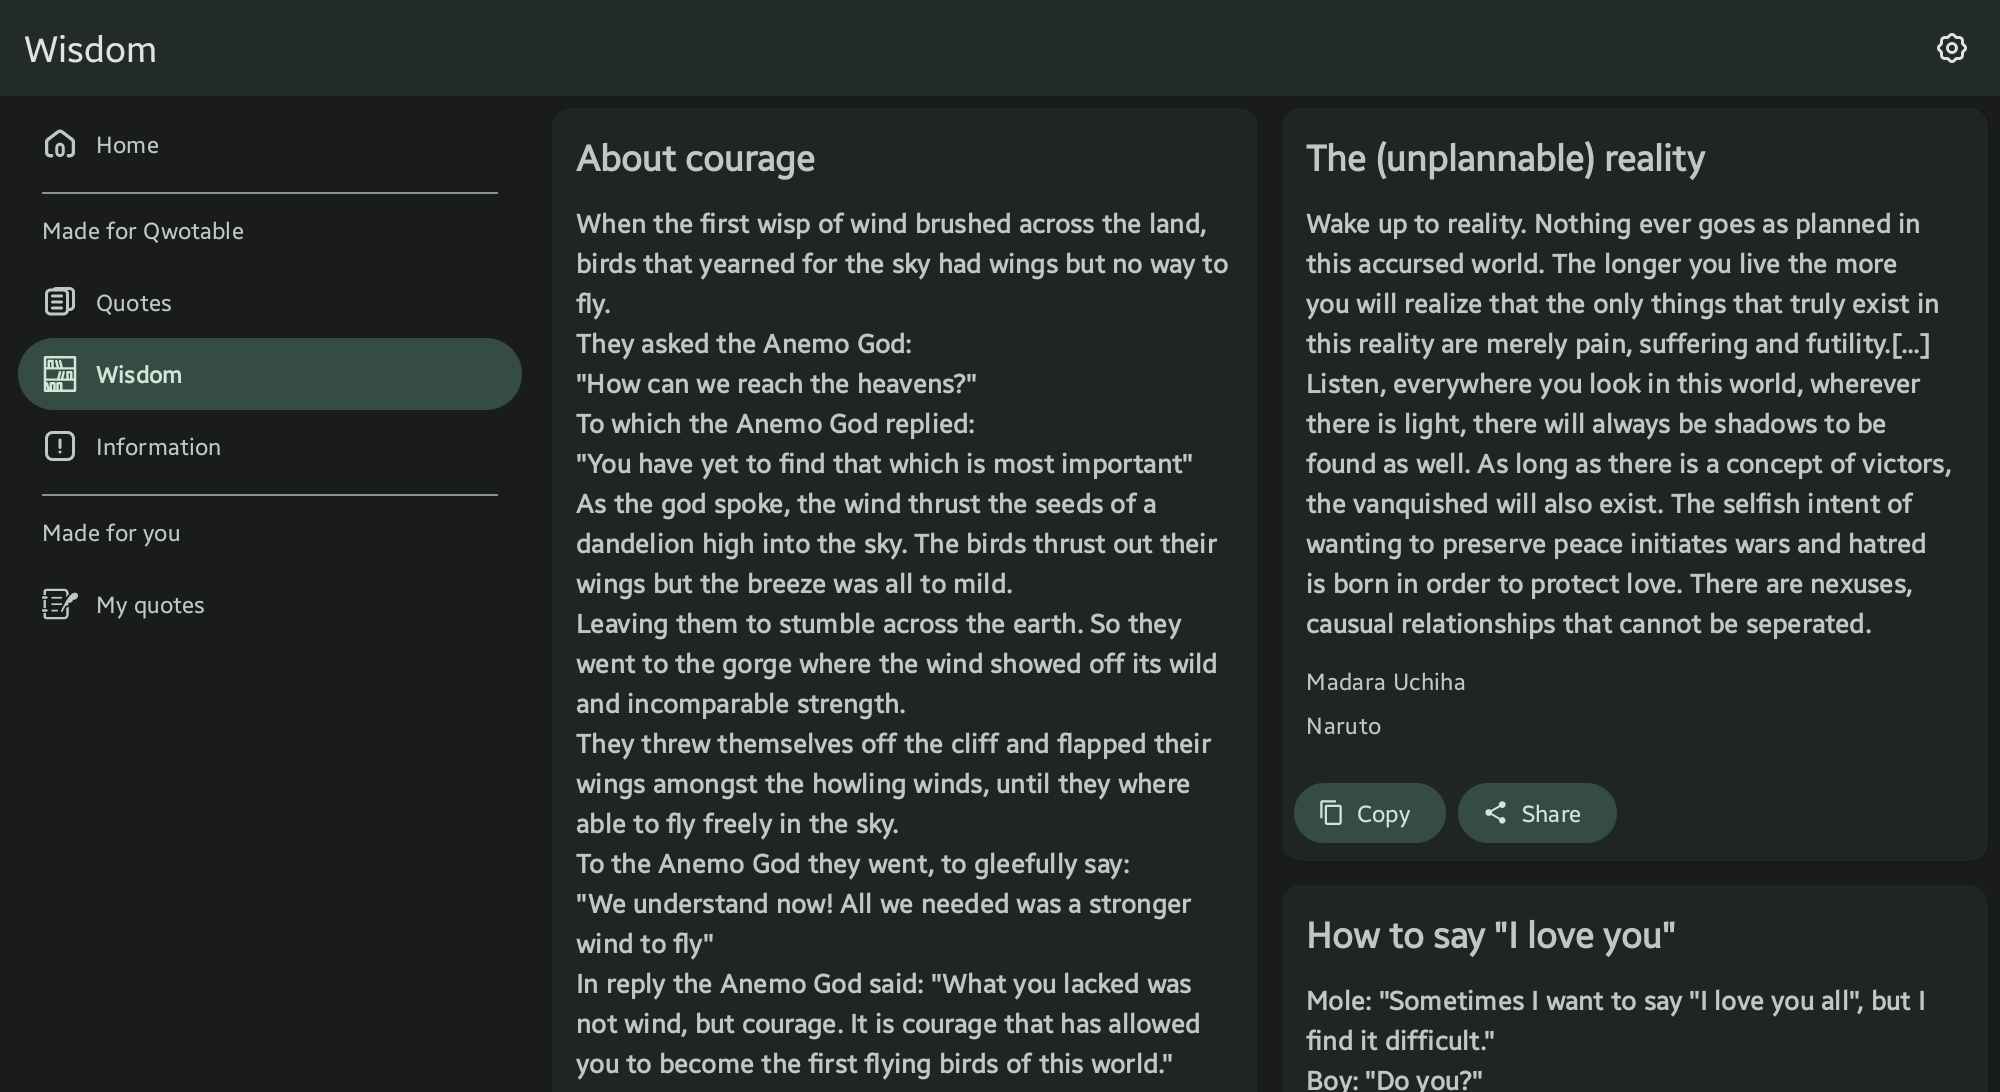 Wisdom
Home
Made for Qwotable
Quotes
Wisdom
Information
Made for you
My quotes
About courage
When the first wisp of wind brushed across the land,
birds that yearned for the sky had wings but no way to
fly.
They asked the Anemo God:
"How can we reach the heavens?"
To which the Anemo God replied:
"You have yet to find that which is most important"
As the god spoke, the wind thrust the seeds of a
dandelion high into the sky. The birds thrust out their
wings but the breeze was all to mild.
Leaving them to stumble across the earth. So they
went to the gorge where the wind showed off its wild
and incomparable strength.
They threw themselves off the cliff and flapped their
wings amongst the howling winds, until they where
able to fly freely in the sky.
To the Anemo God they went, to gleefully say:
"We understand now! All we needed was a stronger
wind to fly"
In reply the Anemo God said: "What you lacked was
not wind, but courage. It is courage that has allowed
you to become the first flying birds of this world."
The (unplannable) reality
Wake up to reality. Nothing ever goes as planned in
this accursed world. The longer you live the more
you will realize that the only things that truly exist in
this reality are merely pain, suffering and futility.[...]
Listen, everywhere you look in this world, wherever
there is light, there will always be shadows to be
found as well. As long as there is a concept of victors,
the vanquished will also exist. The selfish intent of
wanting to preserve peace initiates wars and hatred
is born in order to protect love. There are nexuses,
causual relationships that cannot be seperated.
Madara Uchiha
Naruto
Copy
Share
How to say "I love you"
Mole: "Sometimes I want to say "I love you all", but I
find it difficult."
Boy: "Do you?"